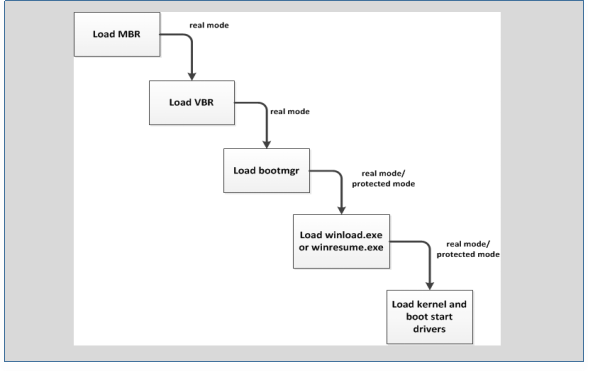 Load MBR
real mode
Load VBR
real mode
Load bootmgr
real mode/
protected mode
Load winload.exe
or winresume.exe
real mode/
protected mode
Load kernel and
boot start
drivers